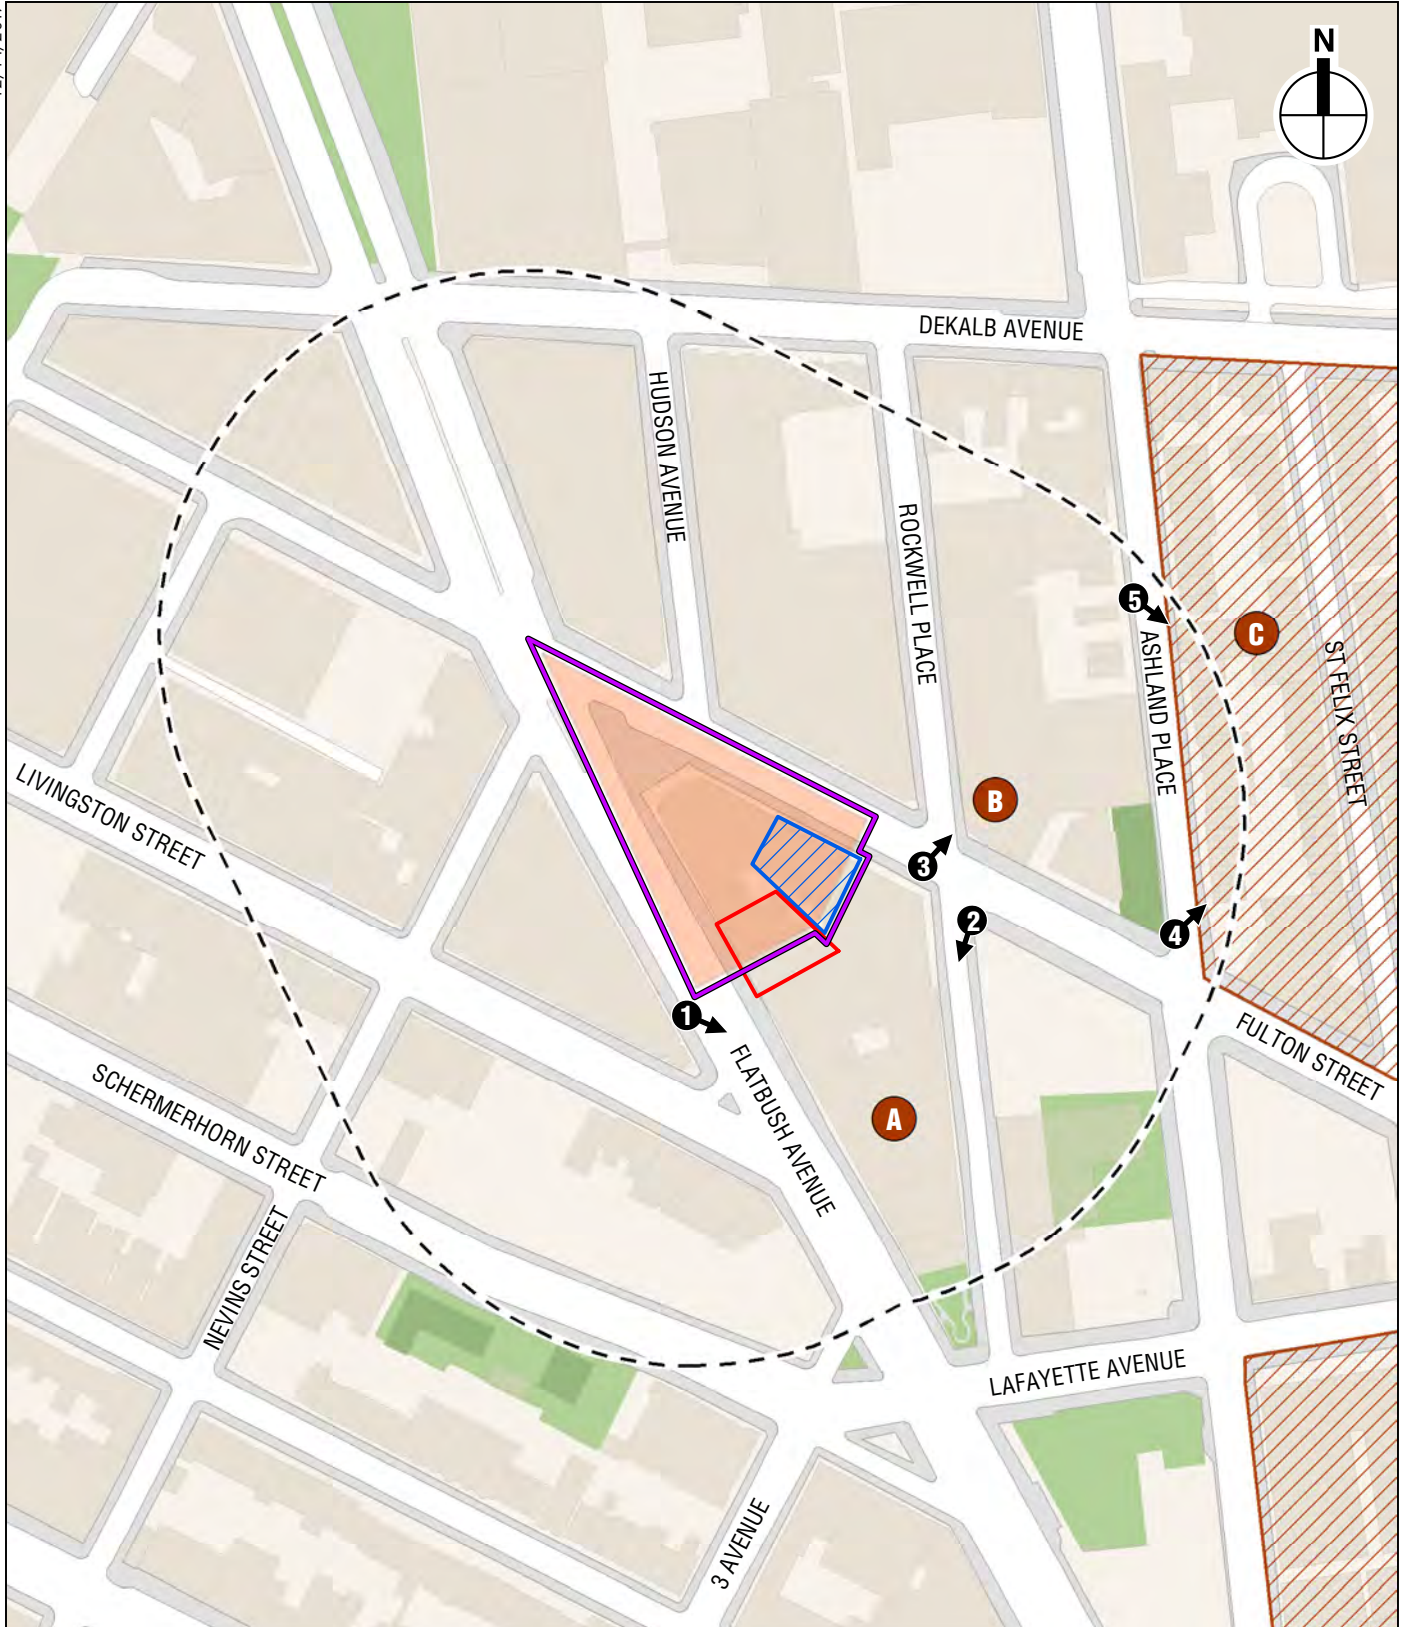 N
DEKALB AVENUE
HUDSON AVENUE
ROCKWELL PLACE
5
C
ASHLAND PLACE
ST FELIX STREET
LIVINGSTON STREET
B
3
2
4
1
FULTON STREET
FLATBUSH AVENUE
SCHERMERHORN STREET
A
NEVINS STREET
LAFAYETTE AVENUE
3 AVENUE